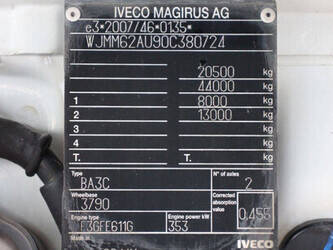 IVECO MAGIRUS AG
e3*2007/46*0135*
WJMM62AU90C380724
20500 kg
44000 kg
1 8000 kg
2 13000 kg
3 kg
4 kg
T. T. kg
Type N° of axles
BA3C 2
Wheelbase Corrected absorption value
3790
0,455
Engine type Engine power kW
F3GFE611G 353
Made in
IVECO